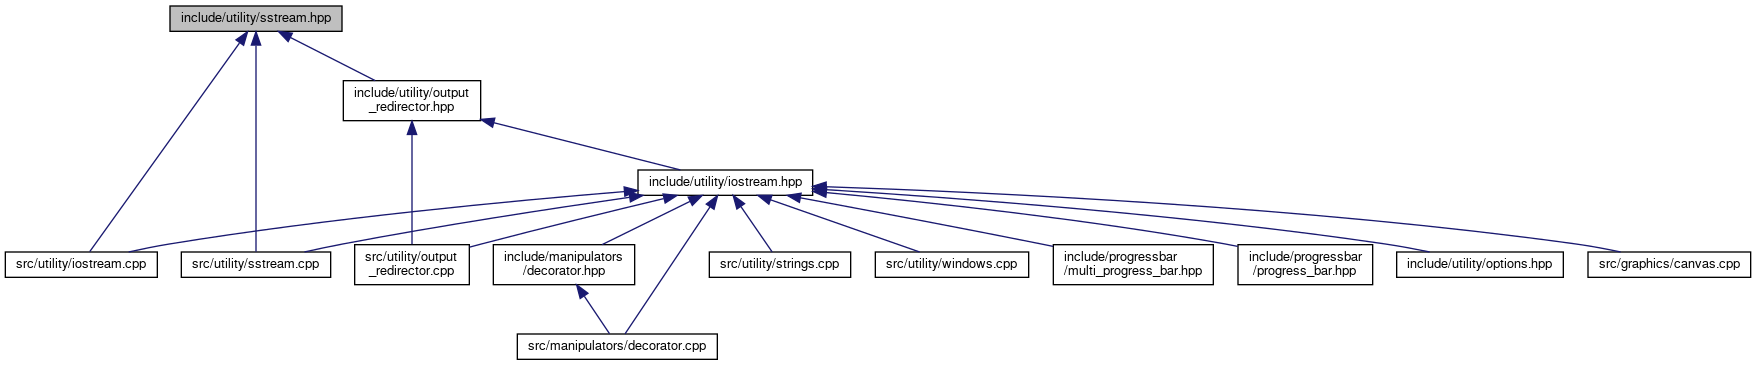 include/utility/sstream.hpp
include/utility/output
_redirector.hpp
include/utility/iostream.hpp
src/utility/iostream.cpp
src/utility/sstream.cpp
src/utility/output
_redirector.cpp
include/manipulators
/decorator.hpp
src/utility/strings.cpp
src/utility/windows.cpp
include/progressbar
/multi_progress_bar.hpp
include/progressbar
/progress_bar.hpp
include/utility/options.hpp
src/graphics/canvas.cpp
src/manipulators/decorator.cpp